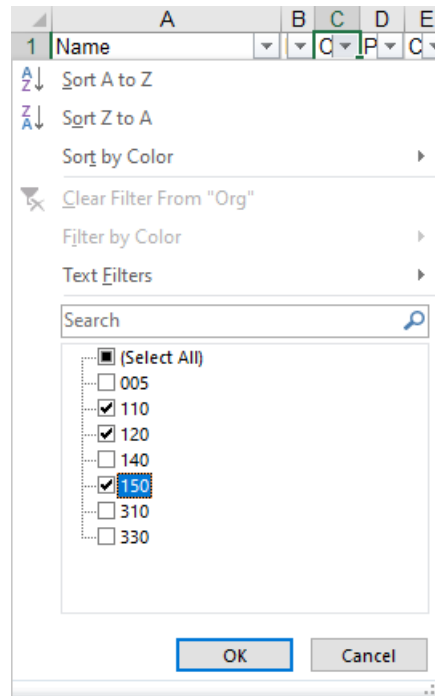 A B C D E
1 Name C P C
Sort A to Z
Sort Z to A
Sort by Color
Clear Filter From "Org"
Filter by Color
Text Filters
Search
(Select All)
005
110
120
140
150
310
330
OK Cancel